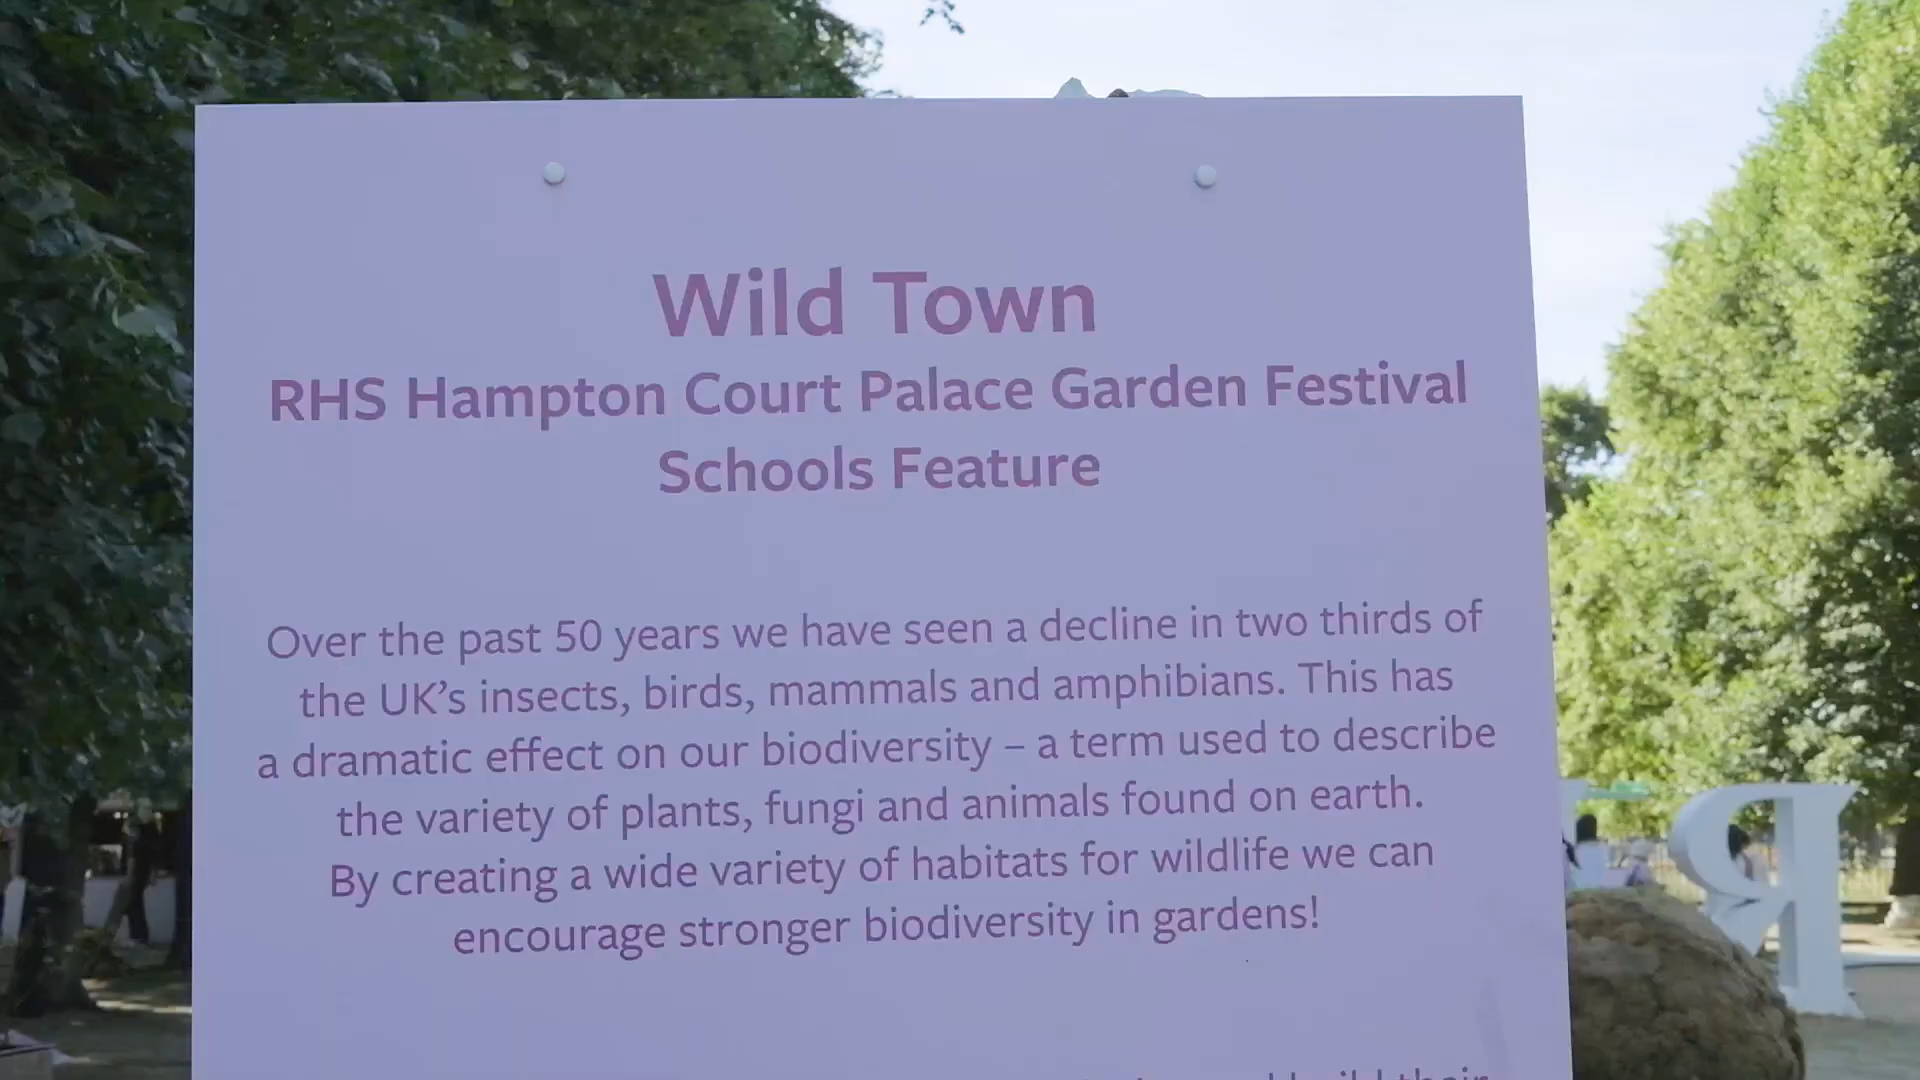 Wild Town
RHS Hampton Court Palace Garden Festival
Schools Feature
Over the past 50 years we have seen a decline in two thirds of
the UK's insects, birds, mammals and amphibians. This has
a dramatic effect on our biodiversity – a term used to describe
the variety of plants, fungi and animals found on earth.
By creating a wide variety of habitats for wildlife we can
encourage stronger biodiversity in gardens!
R